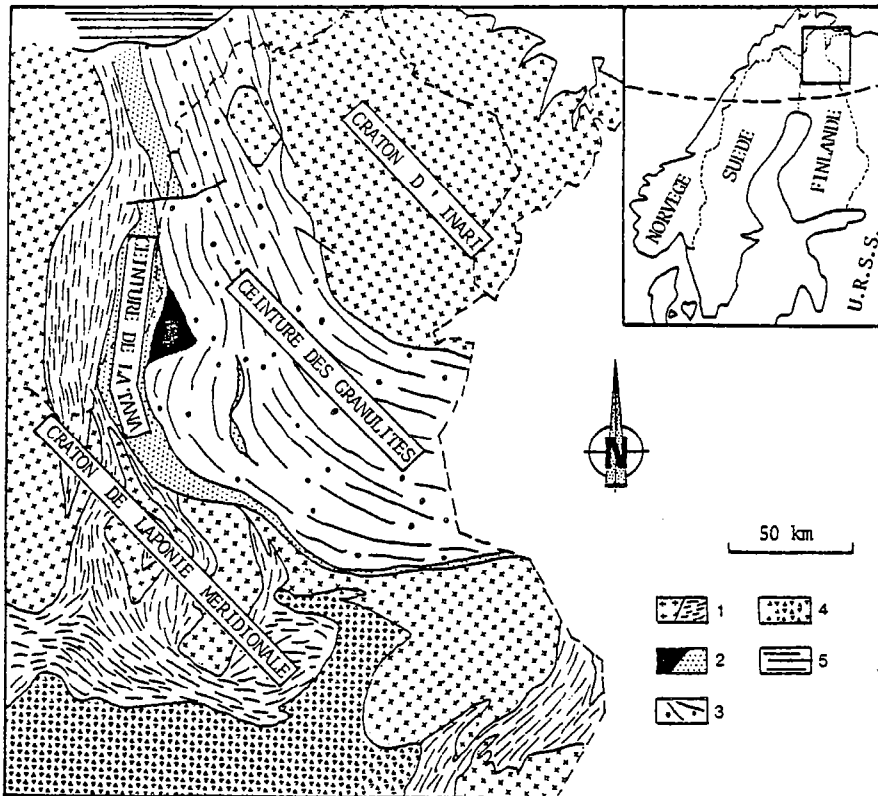 CRATON D'INARI
CEINTURE DES GRANULITES
CEINTURE DE LA TANA
CRATON DE LAPONIE MERIDIONALE
NORVEGE
SUEDE
FINLANDE
U.R.S.S.
N
50 km
1
2
3
4
5